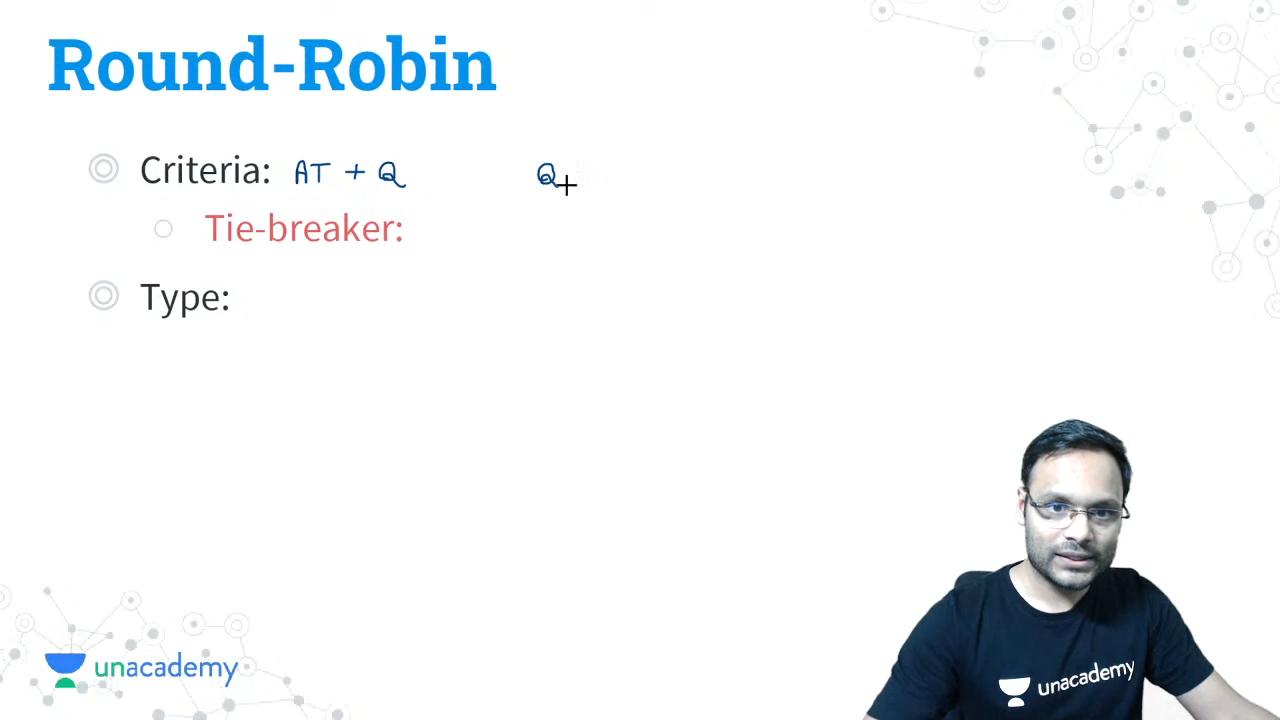 Round-Robin
Criteria: AT + Q Q
Tie-breaker:
Type:
unacademy
unacademy